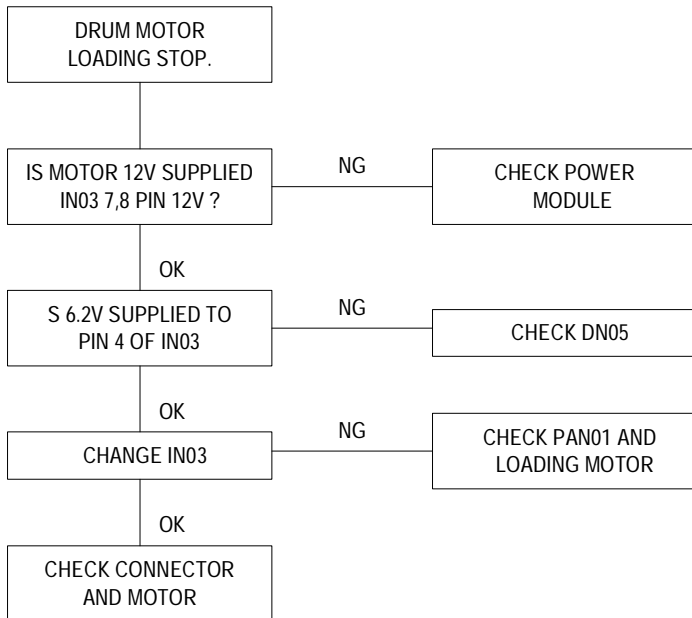 DRUM MOTOR
LOADING STOP.
IS MOTOR 12V SUPPLIED
IN03 7,8 PIN 12V ?
NG
CHECK POWER
MODULE
OK
S 6.2V SUPPLIED TO
PIN 4 OF IN03
NG
CHECK DN05
OK
CHANGE IN03
NG
CHECK PAN01 AND
LOADING MOTOR
OK
CHECK CONNECTOR
AND MOTOR